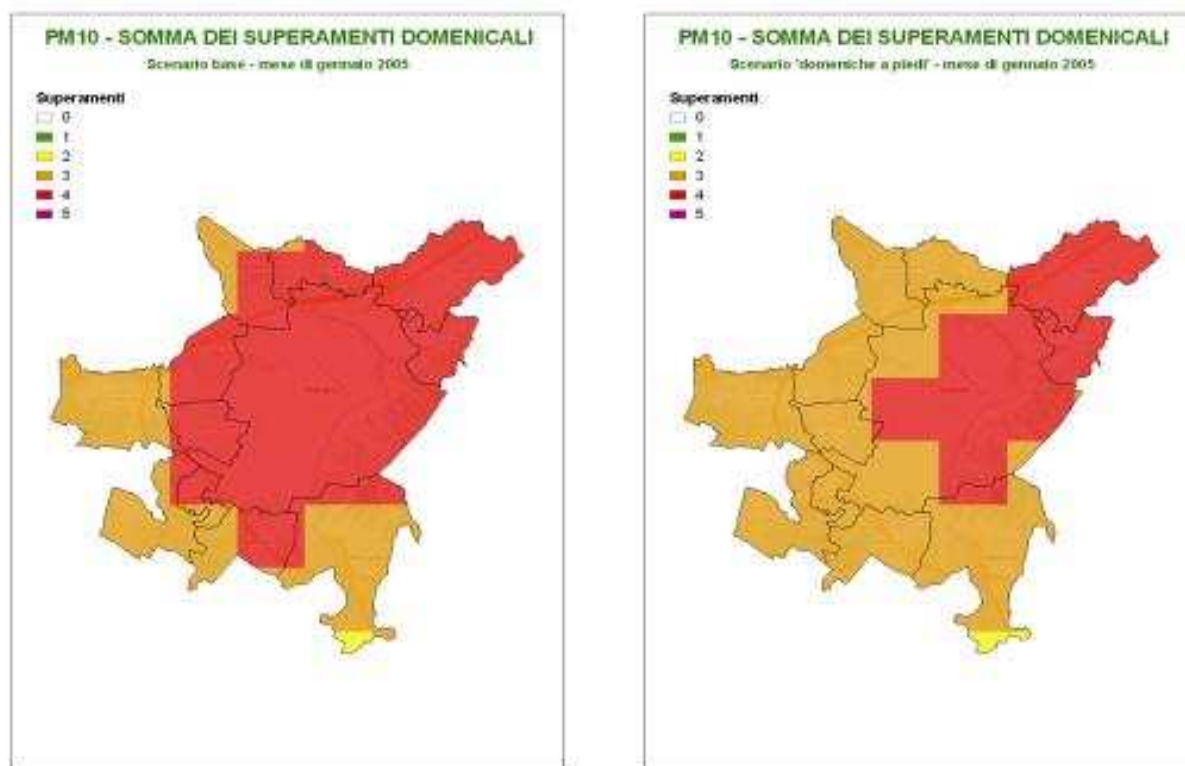 PM10 - SOMMA DEI SUPERAMENTI DOMENICALI
Scenario base - mese di gennaio 2005
Superamenti
0
1
2
3
4
5
PM10 - SOMMA DEI SUPERAMENTI DOMENICALI
Scenario 'domeniche a piedi' - mese di gennaio 2005
Superamenti
0
1
2
3
4
5